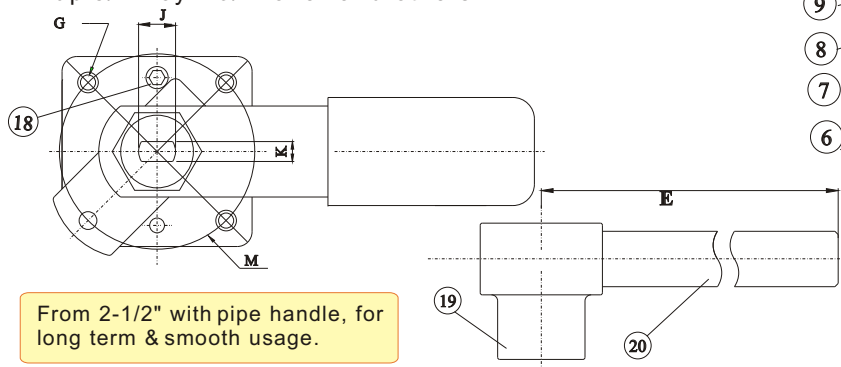 G
J
9
8
7
6
18
K
E
M
From 2-1/2" with pipe handle, for
long term & smooth usage.
19
20